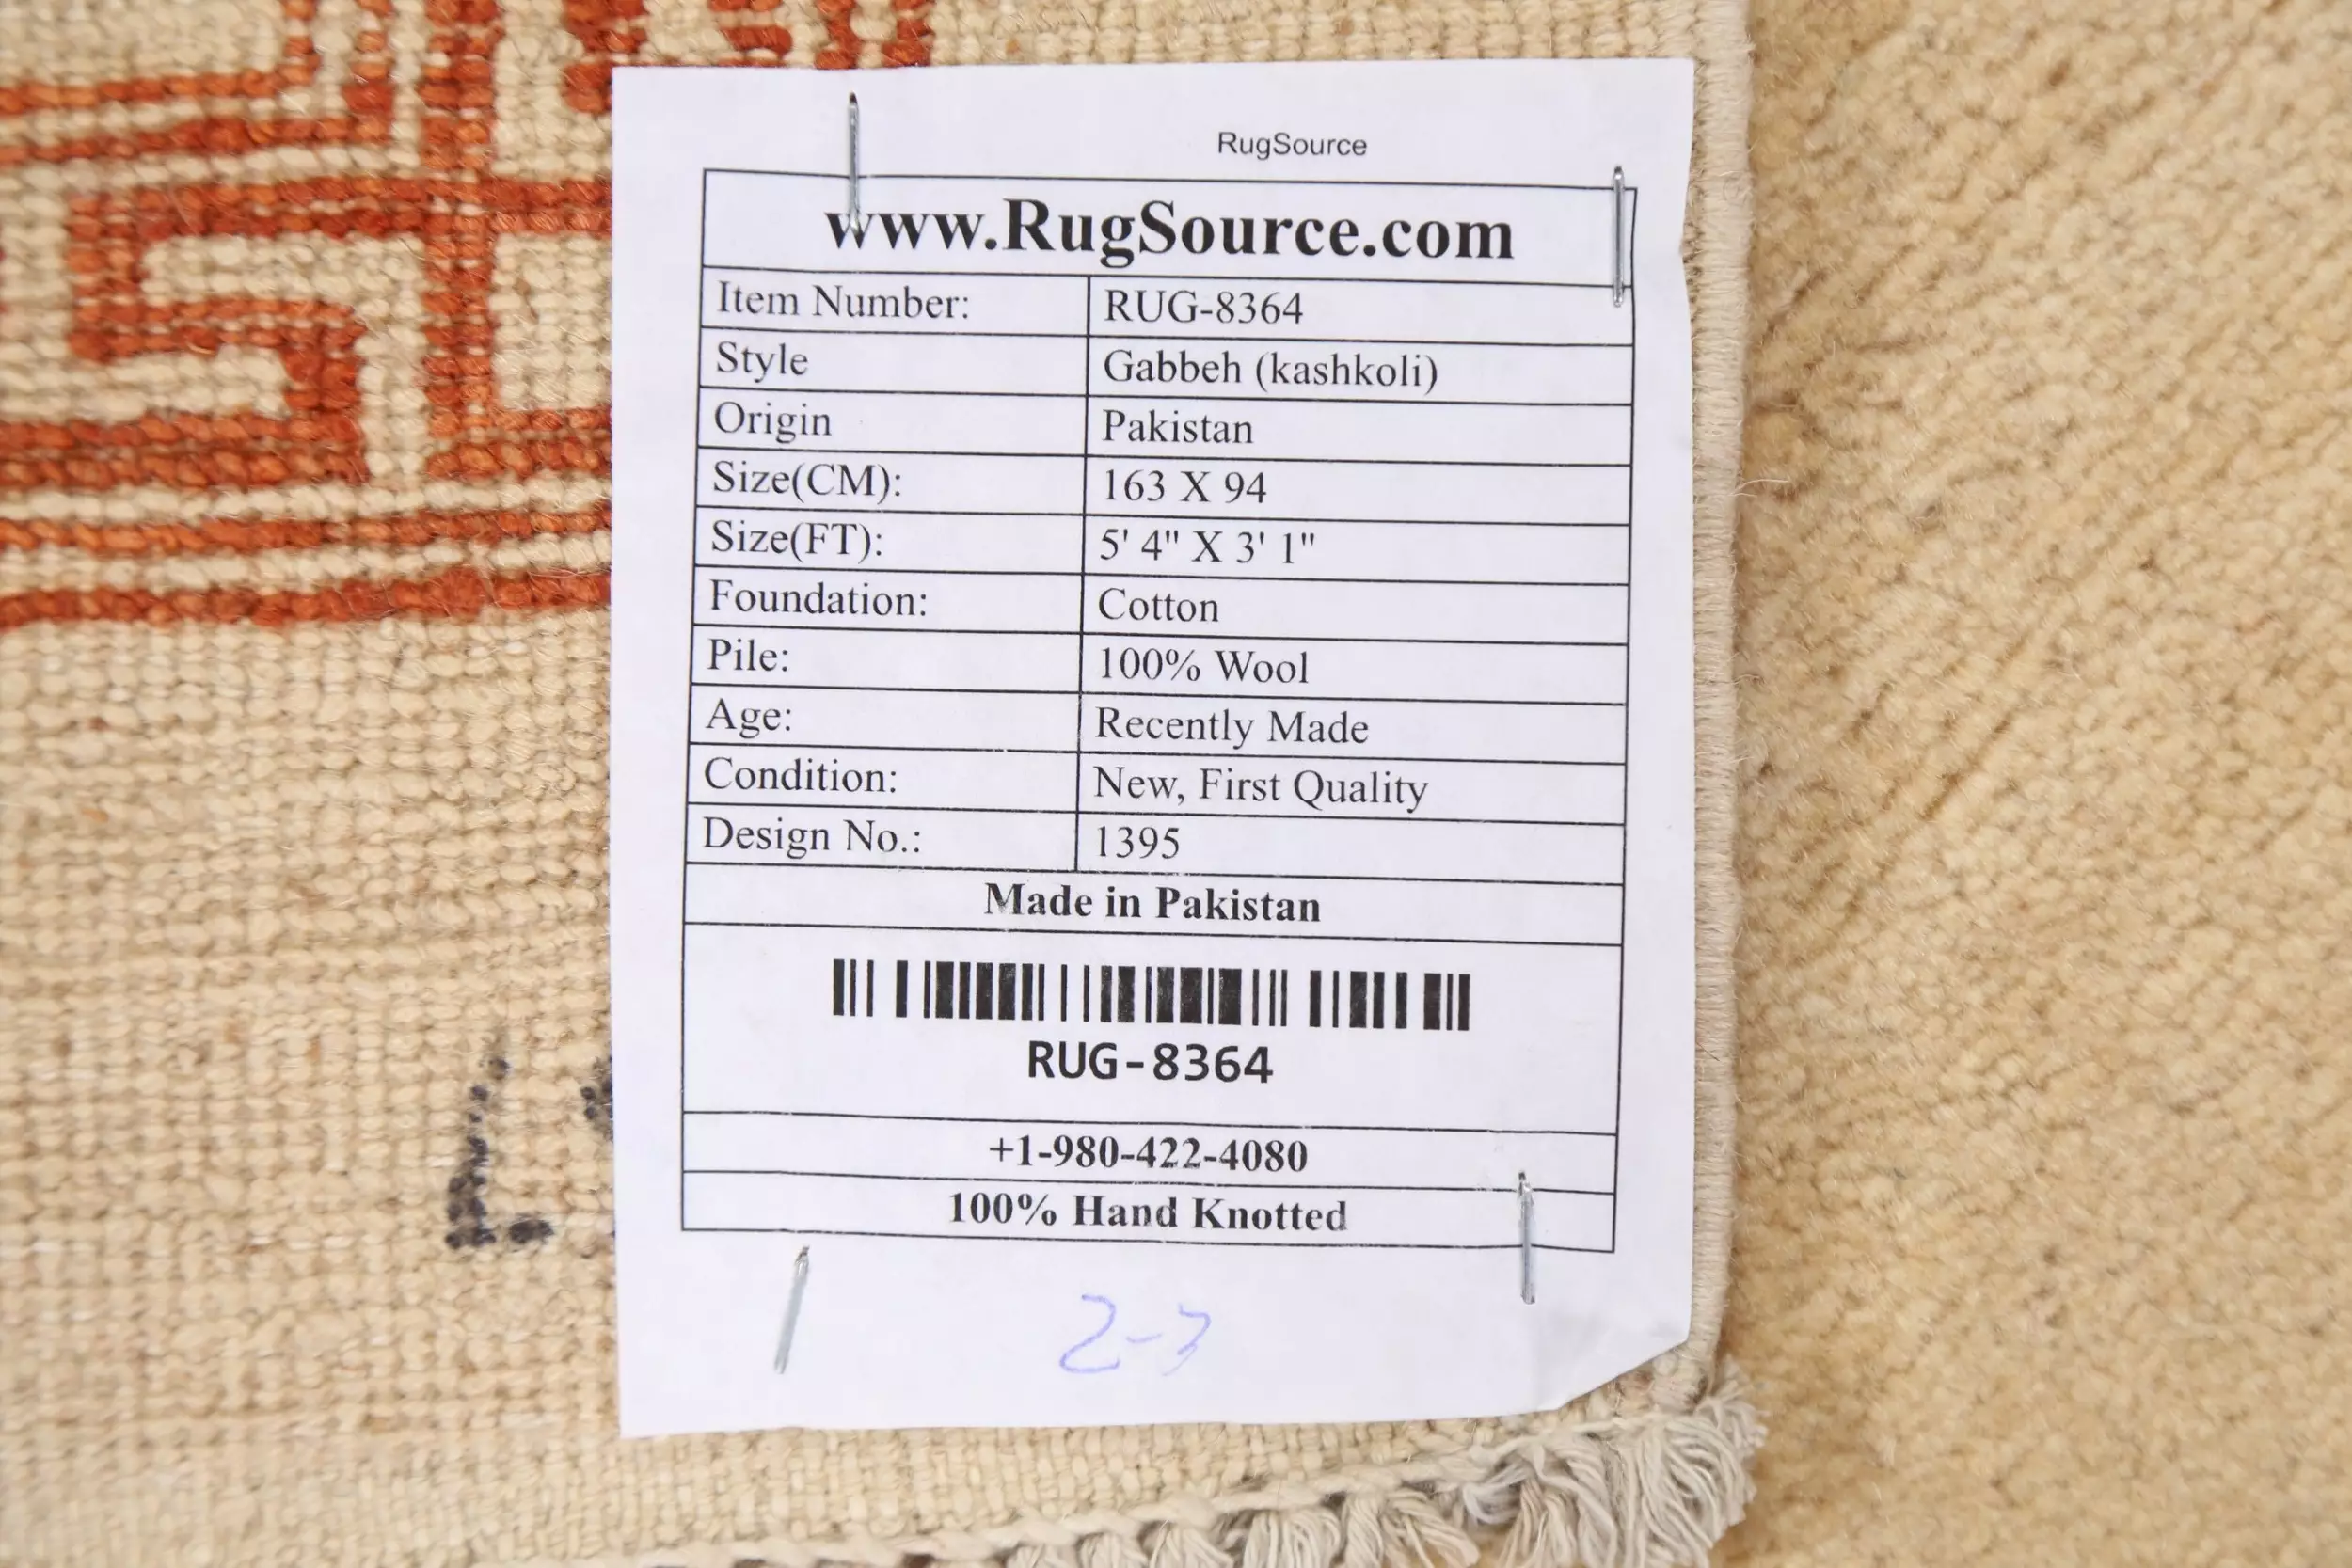 RugSource
www.RugSource.com
Item Number: RUG-8364
Style Gabbeh (kashkoli)
Origin Pakistan
Size(CM): 163 X 94
Size(FT): 5' 4" X 3' 1"
Foundation: Cotton
Pile: 100% Wool
Age: Recently Made
Condition: New, First Quality
Design No.: 1395
Made in Pakistan
RUG-8364
+1-980-422-4080
100% Hand Knotted
2-3